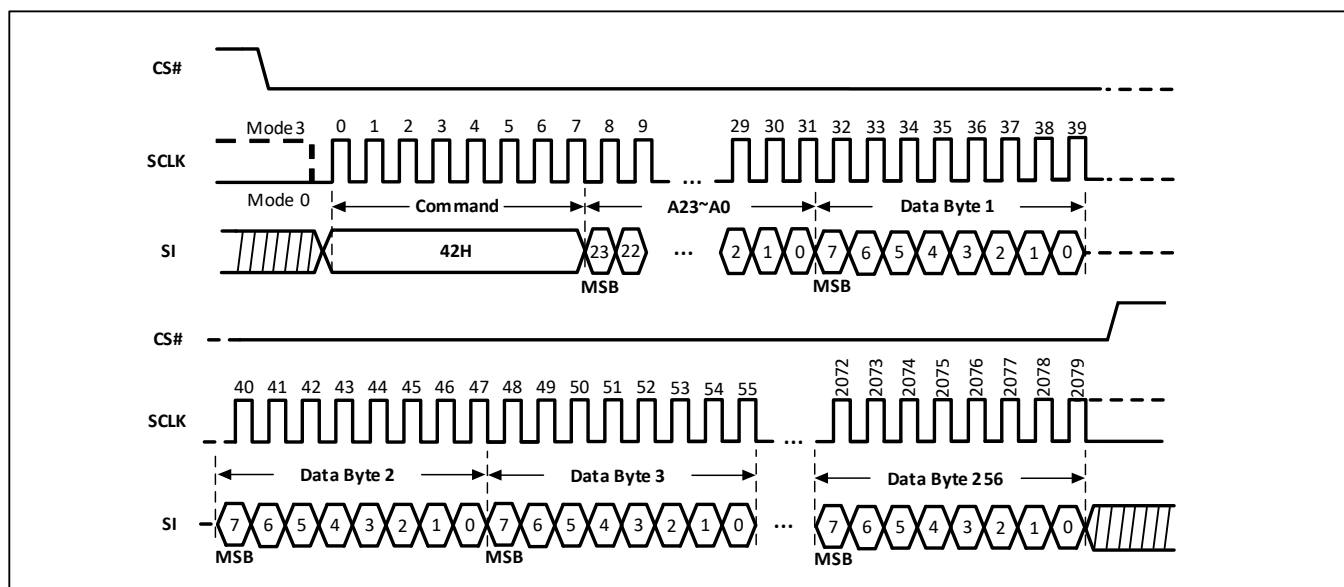 CS#
Mode 3 0 1 2 3 4 5 6 7 8 9 29 30 31 32 33 34 35 36 37 38 39
SCLK ...
Mode 0 Command A23~A0 Data Byte 1
SI 42H 23 22 ... 2 1 0 7 6 5 4 3 2 1 0
MSB MSB
CS#
40 41 42 43 44 45 46 47 48 49 50 51 52 53 54 55 2072 2073 2074 2075 2076 2077 2078 2079
SCLK ...
Data Byte 2 Data Byte 3 Data Byte 256
SI 7 6 5 4 3 2 1 0 7 6 5 4 3 2 1 0 ... 7 6 5 4 3 2 1 0
MSB MSB MSB